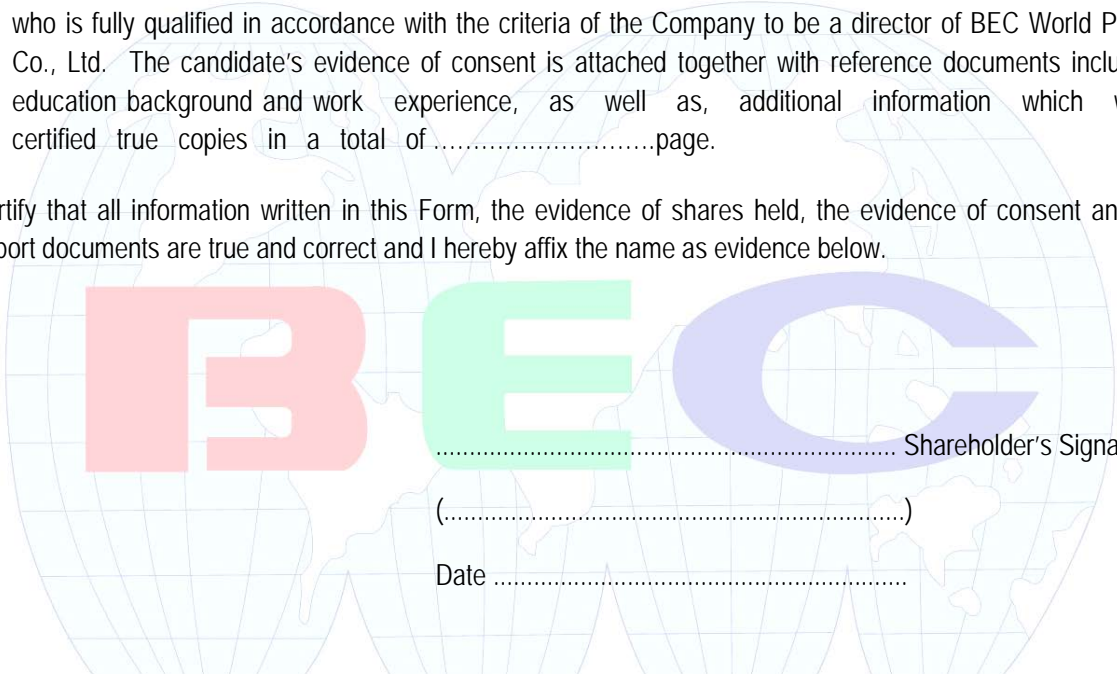 who is fully qualified in accordance with the criteria of the Company to be a director of BEC World P
Co., Ltd. The candidate’s evidence of consent is attached together with reference documents inclu
education background and work experience, as well as, additional information which w
certified true copies in a total of ………………………..page.
rtify that all information written in this Form, the evidence of shares held, the evidence of consent an
port documents are true and correct and I hereby affix the name as evidence below.
BEC
..................................................................... Shareholder’s Signa
(.....................................................................)
Date ..............................................................